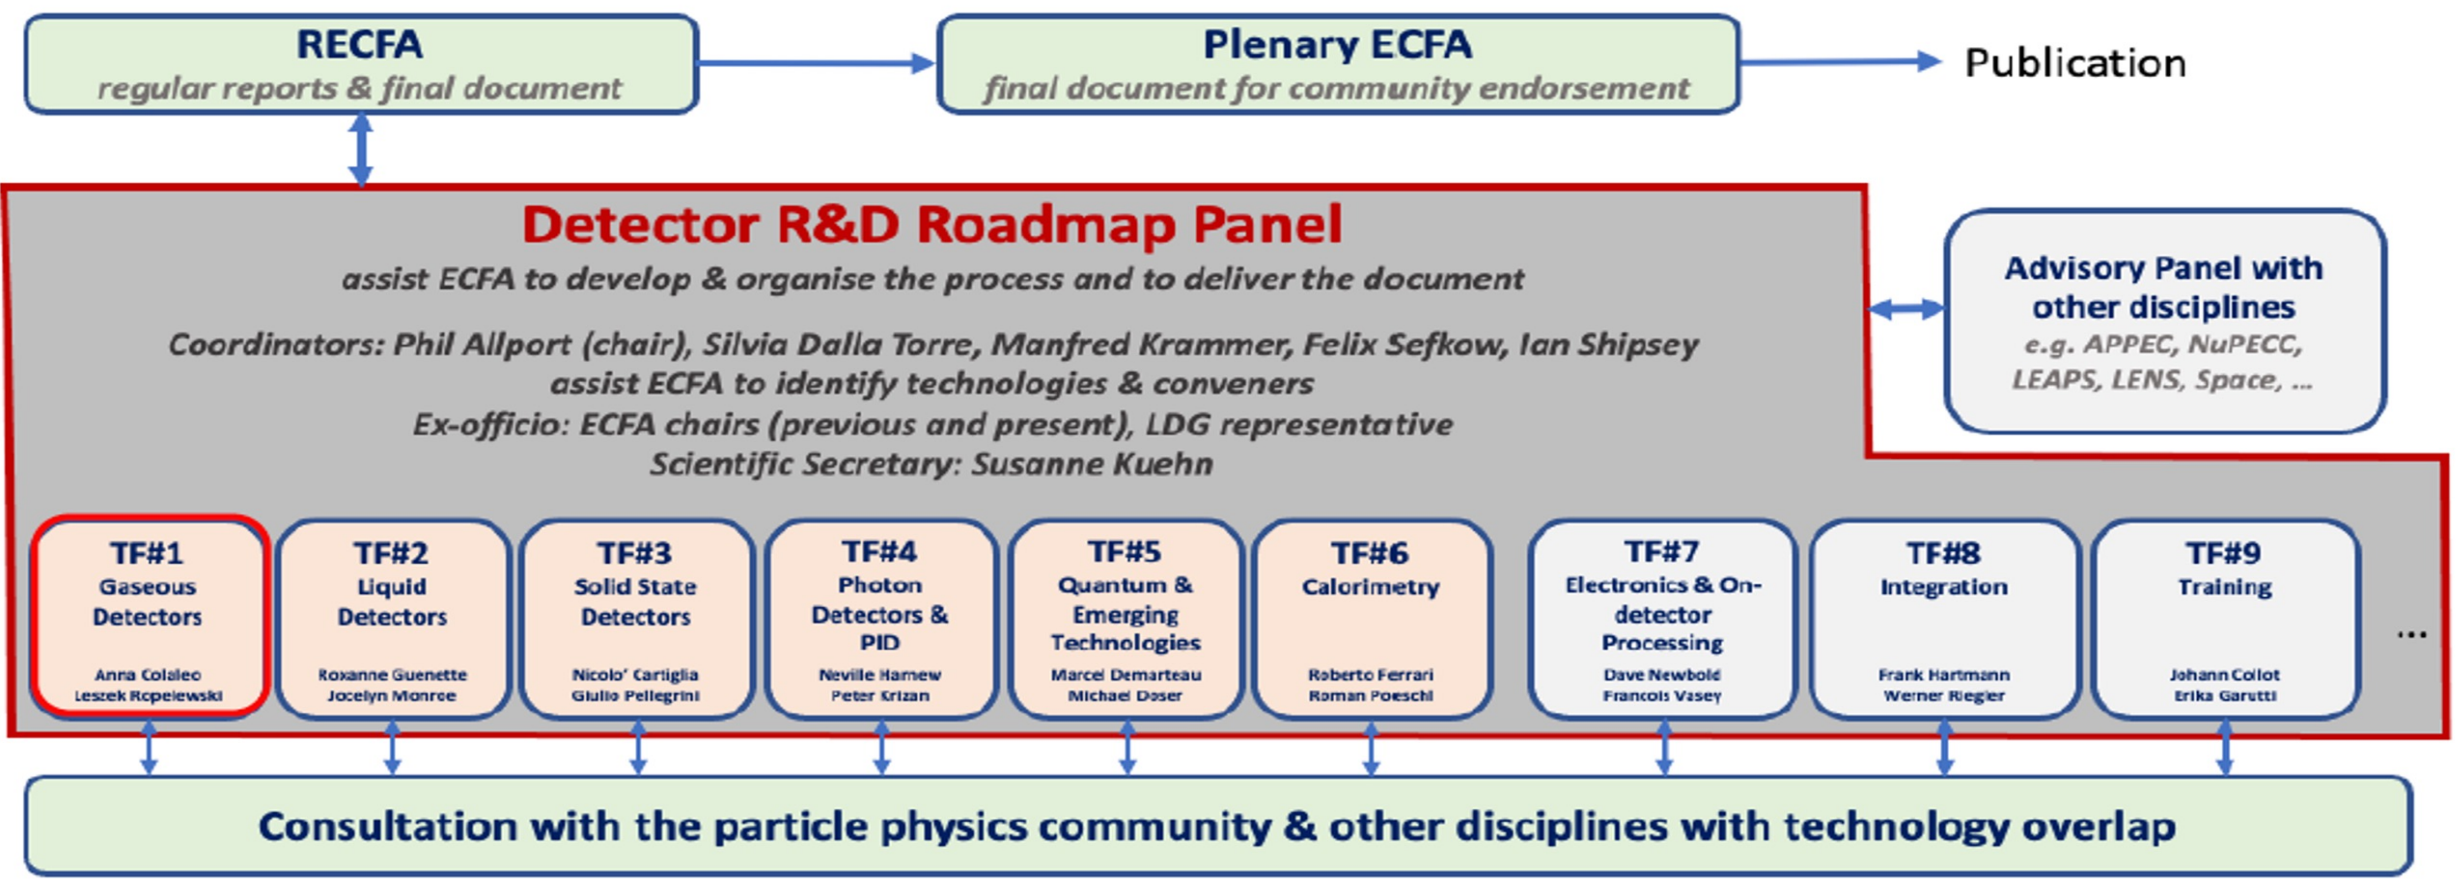 RECFA
regular reports & final document
Plenary ECFA
final document for community endorsement
Publication
Detector R&D Roadmap Panel
assist ECFA to develop & organise the process and to deliver the document
Coordinators: Phil Allport (chair), Silvia Dalla Torre, Manfred Krammer, Felix Sefkow, Ian Shipsey
assist ECFA to identify technologies & conveners
Ex-officio: ECFA chairs (previous and present), LDG representative
Scientific Secretary: Susanne Kuehn
Advisory Panel with
other disciplines
e.g. APPEC, NuPECC,
LEAPS, LENS, Space, ...
TF#1
Gaseous
Detectors
Anna Colaleo
Leszek Ropelewski
TF#2
Liquid
Detectors
Roxanne Guenette
Jocelyn Monroe
TF#3
Solid State
Detectors
Nicolo' Cartiglia
Giulio Pellegrini
TF#4
Photon
Detectors &
PID
Neville Harnew
Peter Krizan
TF#5
Quantum &
Emerging
Technologies
Marcel Demarteau
Michael Doser
TF#6
Calorimetry
Roberto Ferrari
Roman Poeschl
TF#7
Electronics & On-
detector
Processing
Dave Newbold
Francois Vasey
TF#8
Integration
Frank Hartmann
Werner Riegler
TF#9
Training
Johann Collot
Erika Garutti
...
Consultation with the particle physics community & other disciplines with technology overlap